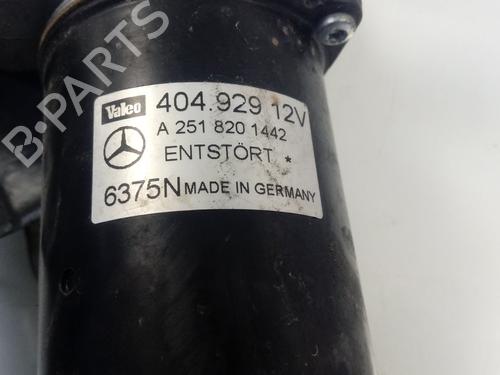 B-PARTS
Valeo 404.929 12V
A 251 820 1442
ENTSTÖRT *
6375N MADE IN GERMANY